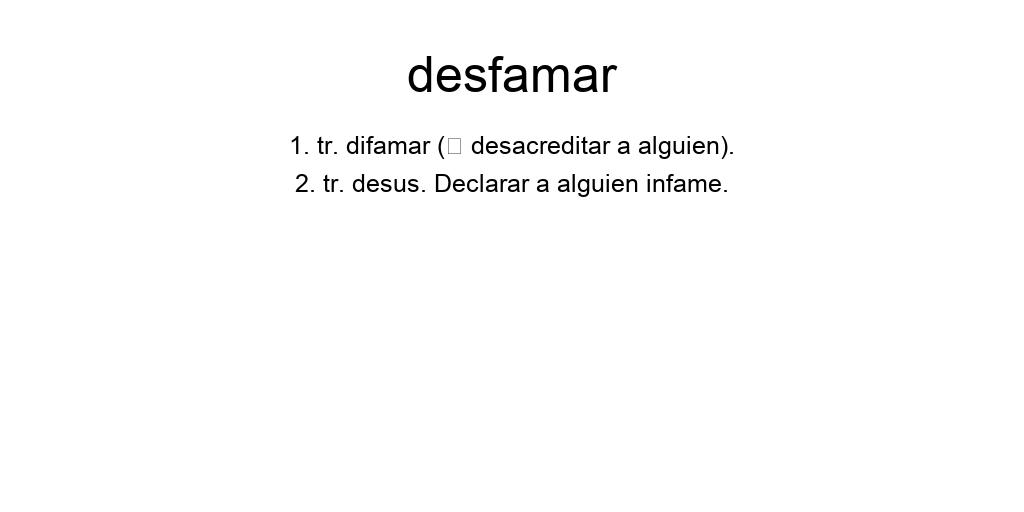 desfamar
1. tr. difamar (□ desacreditar a alguien).
2. tr. desus. Declarar a alguien infame.